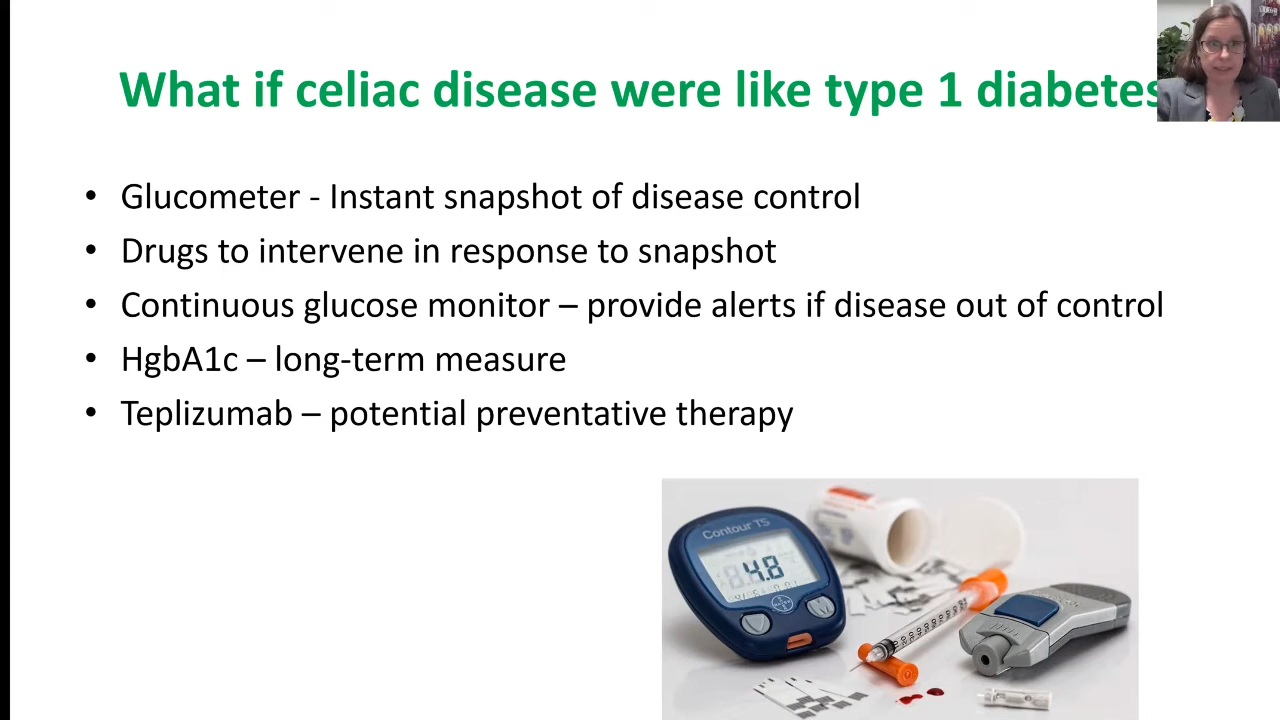 What if celiac disease were like type 1 diabetes
• Glucometer - Instant snapshot of disease control
• Drugs to intervene in response to snapshot
• Continuous glucose monitor – provide alerts if disease out of control
• HgbA1c – long-term measure
• Teplizumab – potential preventative therapy
Contour TS
4.8
BAYER